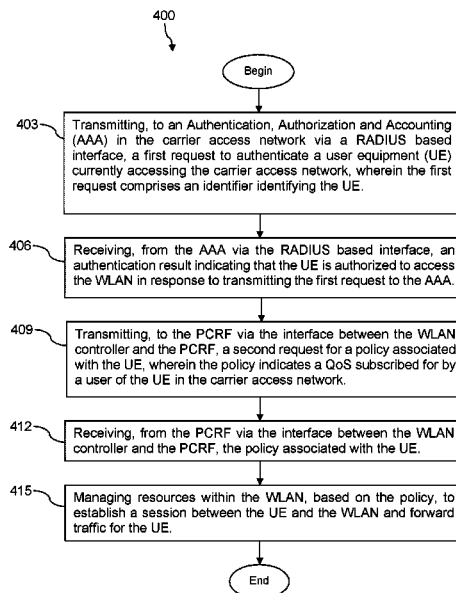 400
Begin
403
Transmitting, to an Authentication, Authorization and Accounting
(AAA) in the carrier access network via a RADIUS based
interface, a first request to authenticate a user equipment (UE)
currently accessing the carrier access network, wherein the first
request comprises an identifier identifying the UE.
406
Receiving, from the AAA via the RADIUS based interface, an
authentication result indicating that the UE is authorized to access
the WLAN in response to transmitting the first request to the AAA.
409
Transmitting, to the PCRF via the interface between the WLAN
controller and the PCRF, a second request for a policy associated
with the UE, wherein the policy indicates a QoS subscribed for by
a user of the UE in the carrier access network.
412
Receiving, from the PCRF via the interface between the WLAN
controller and the PCRF, the policy associated with the UE.
415
Managing resources within the WLAN, based on the policy, to
establish a session between the UE and the WLAN and forward
traffic for the UE.
End